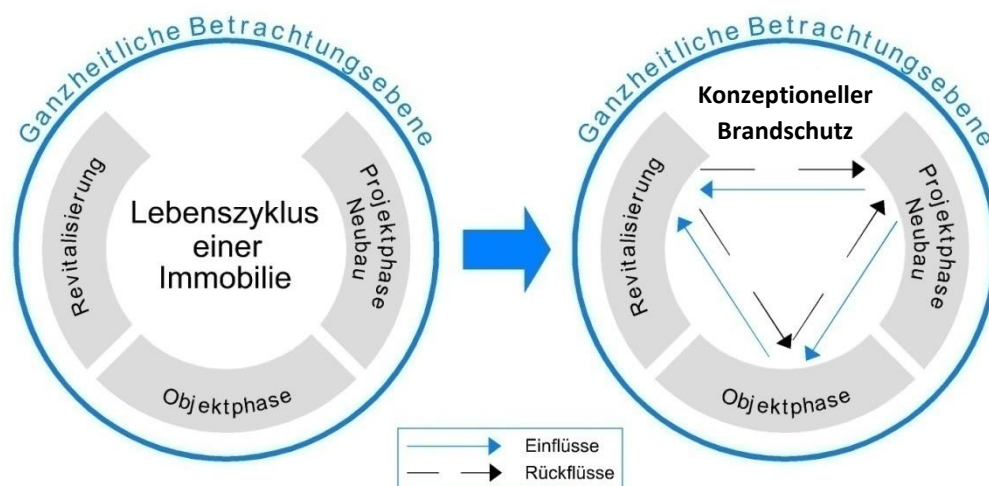 Ganzheitliche Betrachtungsebene
Revitalisierung
Lebenszyklus
einer
Immobilie
Projektphase
Neubau
Objektphase
Ganzheitliche Betrachtungsebene
Konzeptioneller
Brandschutz
Revitalisierung
Projektphase
Neubau
Objektphase
Einflüsse
Rückflüsse